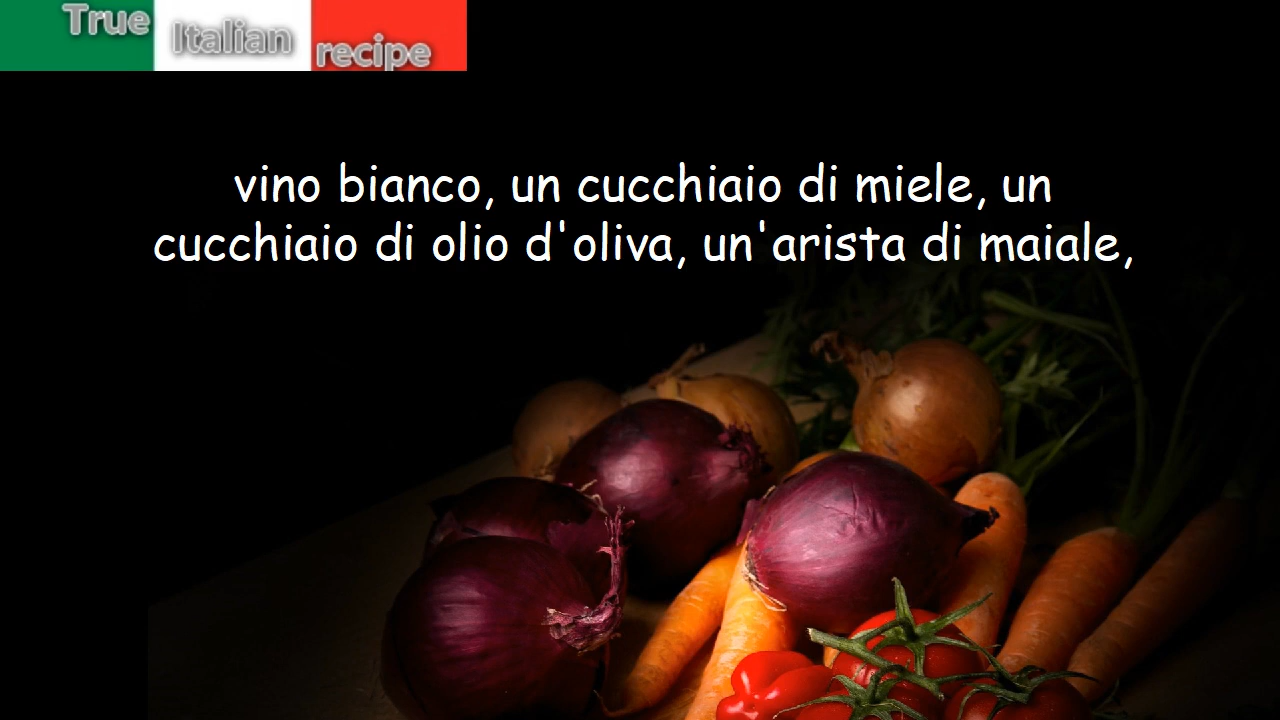 True
Italian
recipe
vino bianco, un cucchiaio di miele, un
cucchiaio di olio d'oliva, un'arista di maiale,